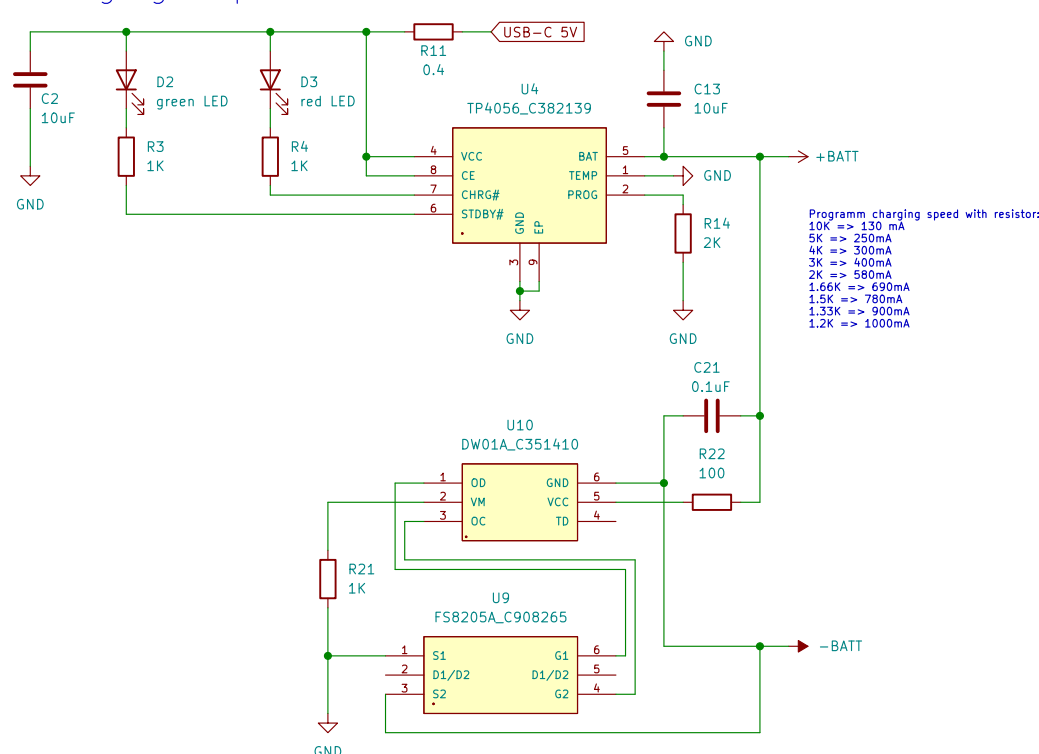 USB-C 5V
R11
0.4
GND
C2
10uF
D2
green LED
D3
red LED
R3
1K
R4
1K
GND
U4
TP4056_C382139
4 VCC
8 CE
7 CHRG#
6 STDBY#
BAT 5
TEMP 1
PROG 2
GND
EP
3
9
GND
C13
10uF
+BATT
GND
R14
2K
GND
Programm charging speed with resistor:
10K => 130 mA
5K => 250mA
4K => 300mA
3K => 400mA
2K => 580mA
1.66K => 690mA
1.5K => 780mA
1.33K => 900mA
1.2K => 1000mA
C21
0.1uF
R22
100
U10
DW01A_C351410
1 OD
2 VM
3 OC
GND 6
VCC 5
TD 4
R21
1K
U9
FS8205A_C908265
1 S1
2 D1/D2
3 S2
G1 6
D1/D2 5
G2 4
-BATT
GND